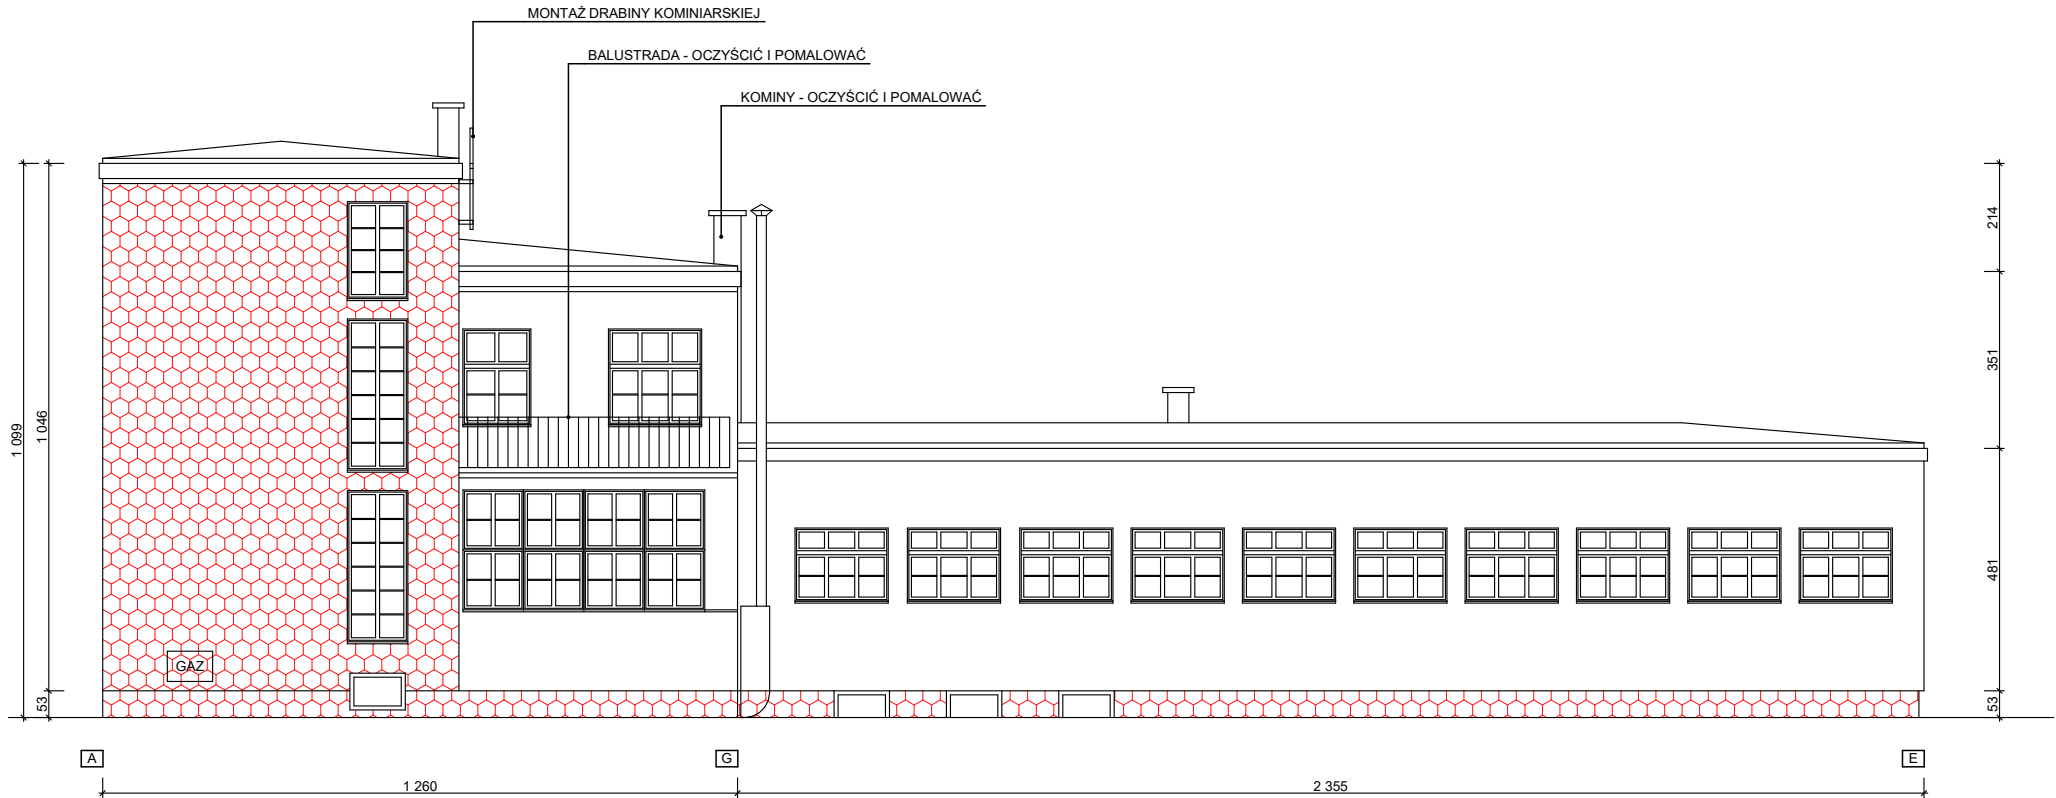 MONTAŻ DRABINY KOMINIARSKIEJ
BALUSTRADA - OCZYŚCIĆ I POMALOWAĆ
KOMINY - OCZYŚCIĆ I POMALOWAĆ
1 099
1 046
53
214
351
481
53
GAZ
A
G
E
1 260
2 355